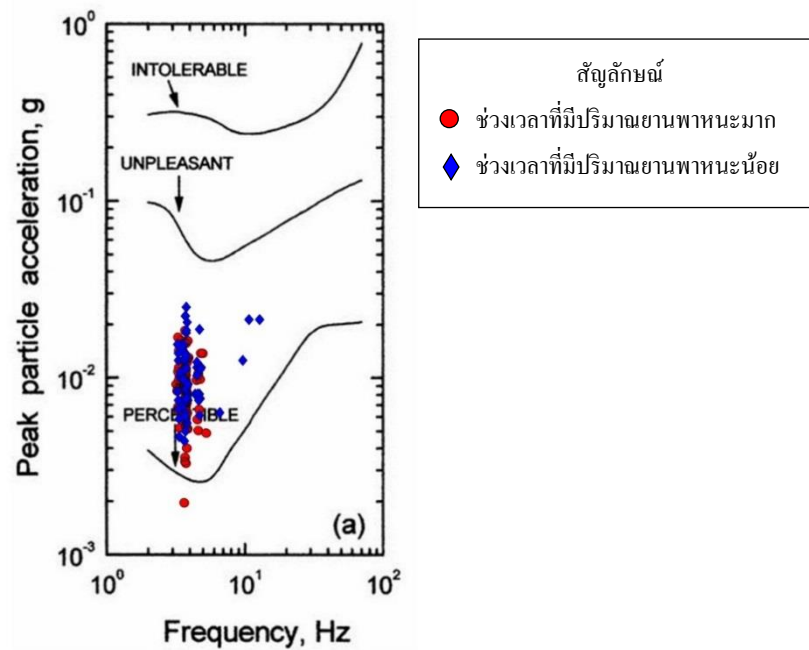 10⁰
10⁻¹
10⁻²
10⁻³
Peak particle acceleration, g
INTOLERABLE
UNPLEASANT
PERCEPTIBLE
(a)
10⁰
10¹
10²
Frequency, Hz
สัญลักษณ์
ช่วงเวลาที่มีปริมาณยานพาหนะมาก
ช่วงเวลาที่มีปริมาณยานพาหนะน้อย